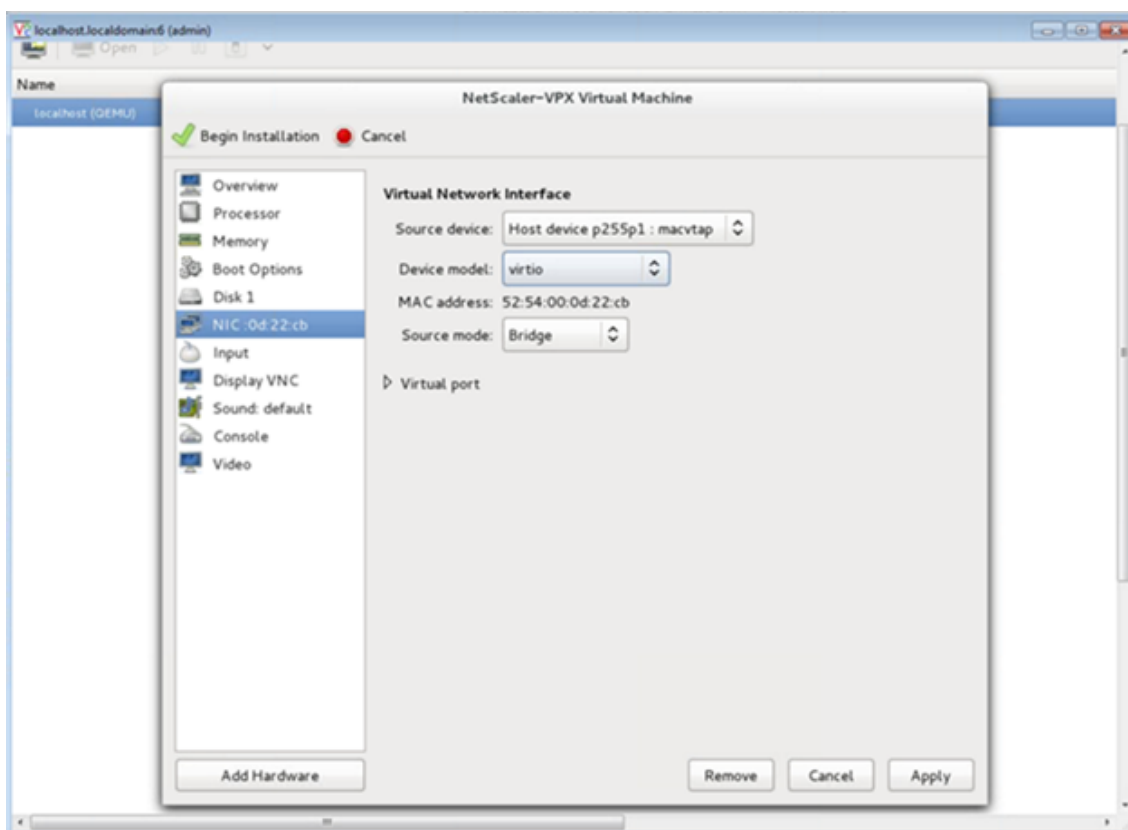 localhost.localdomain:6 (admin)
Open
Name
localhost (QEMU)
NetScaler-VPX Virtual Machine
Begin Installation Cancel
Overview
Processor
Memory
Boot Options
Disk 1
NIC :0d:22:cb
Input
Display VNC
Sound: default
Console
Video
Add Hardware
Virtual Network Interface
Source device: Host device p255p1 : macvtap
Device model: virtio
MAC address: 52:54:00:0d:22:cb
Source mode: Bridge
Virtual port
Remove Cancel Apply